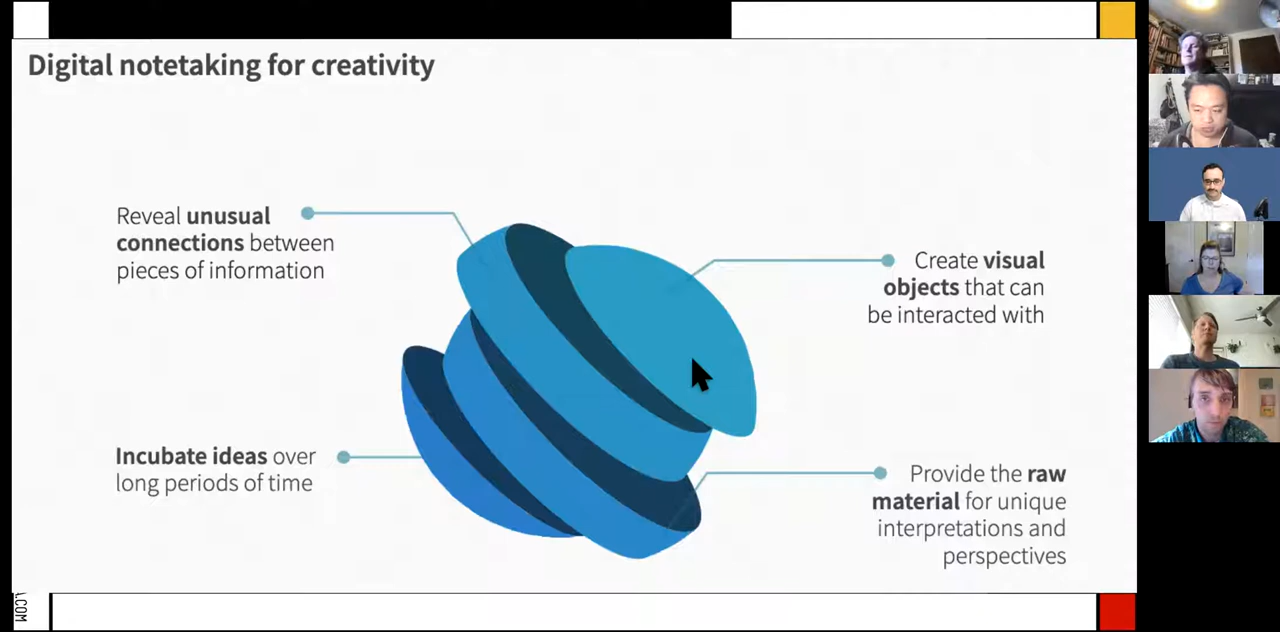 Digital notetaking for creativity
Reveal unusual
connections between
pieces of information
Create visual
objects that can
be interacted with
Incubate ideas over
long periods of time
Provide the raw
material for unique
interpretations and
perspectives
.COM